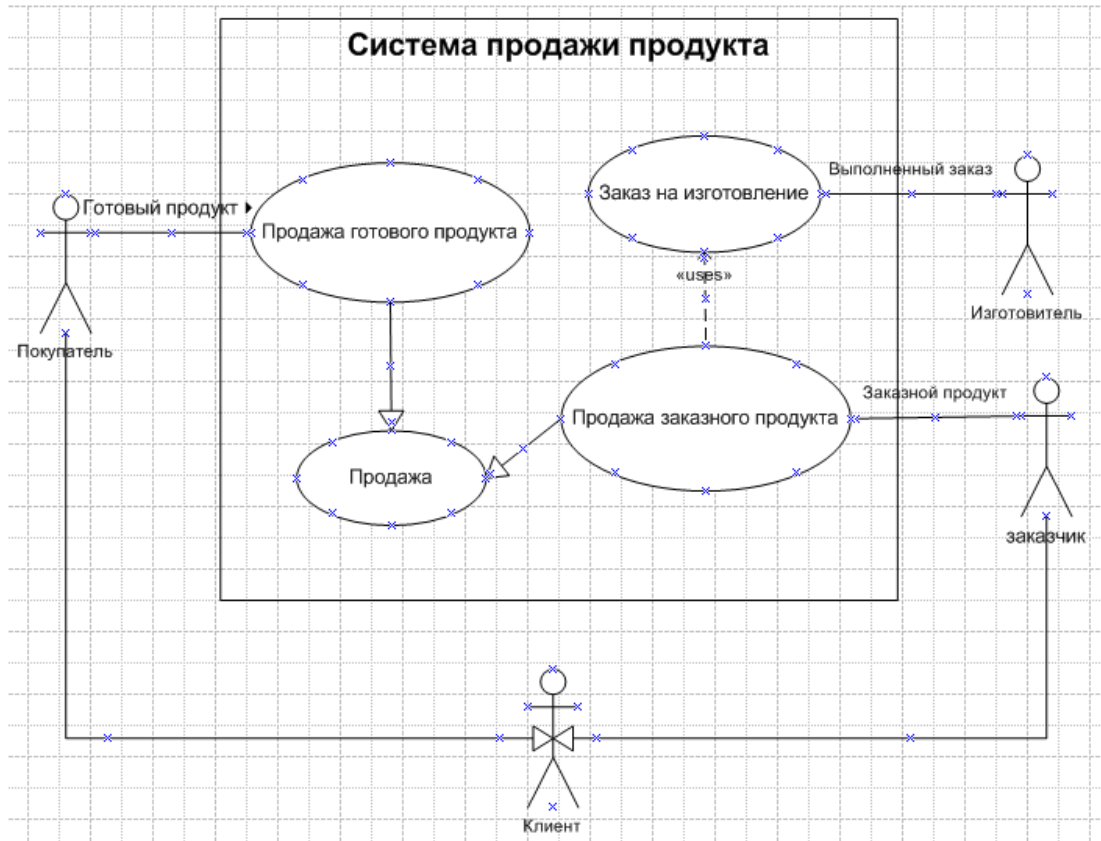 Система продажи продукта
Выполненный заказ
Заказ на изготовление
Готовый продукт
Продажа готового продукта
«uses»
Изготовитель
Покупатель
Заказной продукт
Продажа заказного продукта
Продажа
заказчик
Клиент